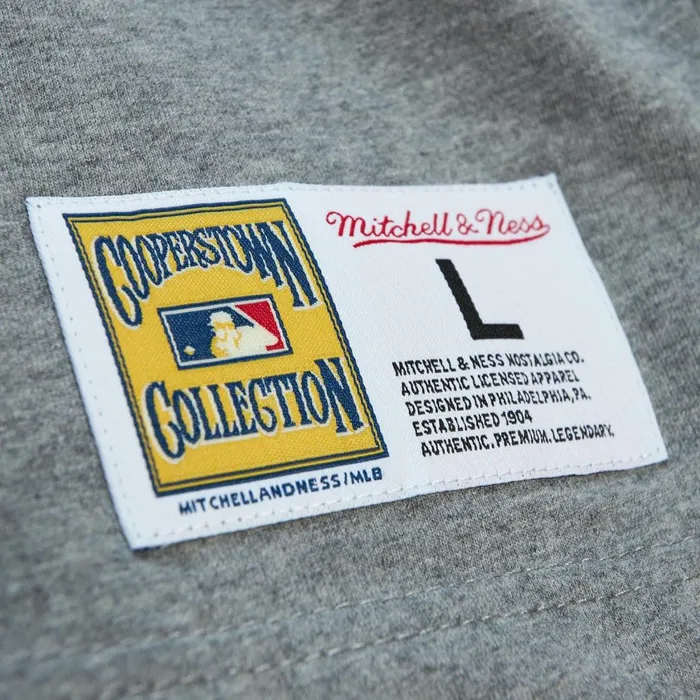 COOPERSTOWN
COLLECTION
MITCHELLANDNESS/MLB
Mitchell & Ness
L
MITCHELL & NESS NOSTALGIA CO.
AUTHENTIC LICENSED APPAREL
DESIGNED IN PHILADELPHIA, PA.
ESTABLISHED 1904
AUTHENTIC. PREMIUM. LEGENDARY.